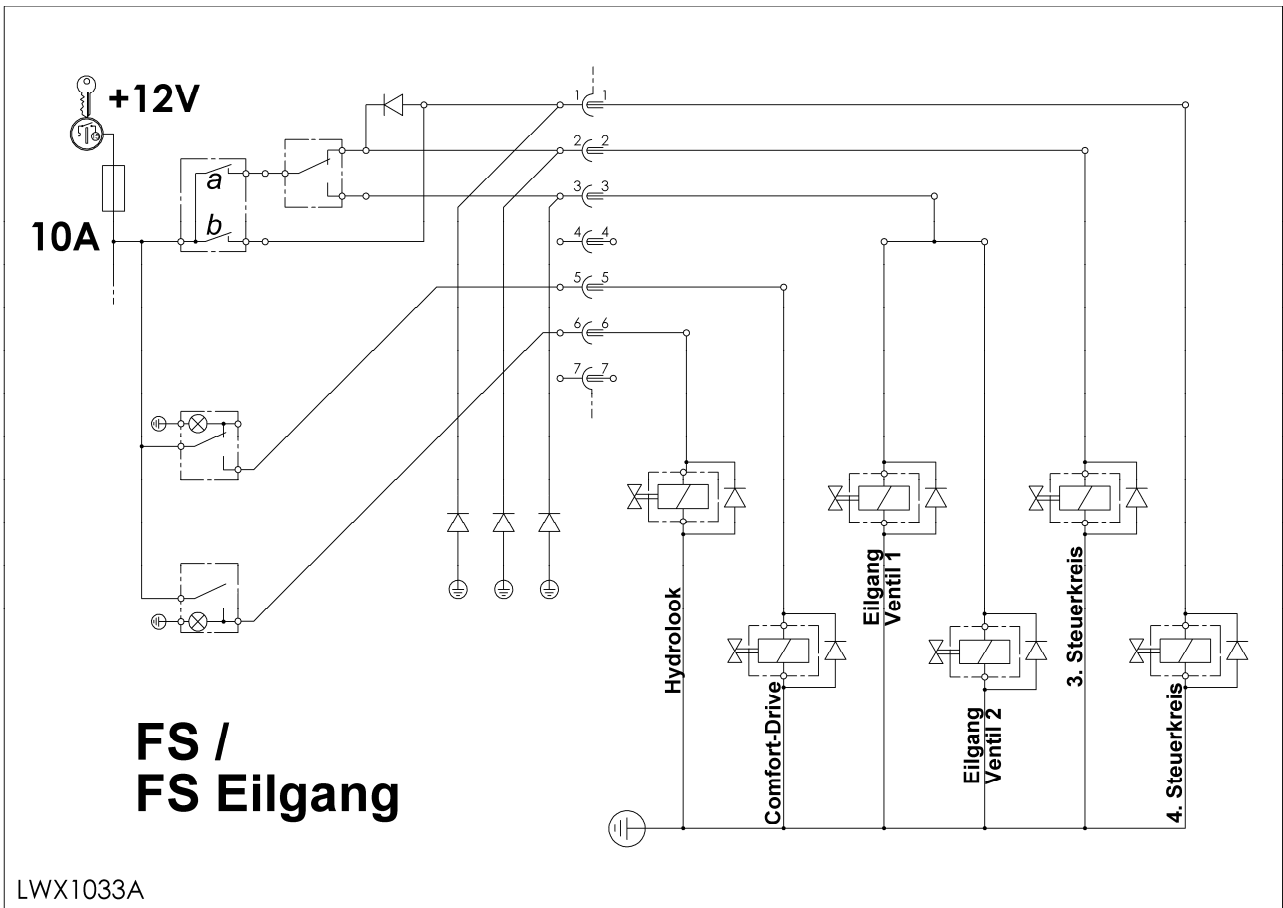 +12V
10A
a
b
1 1
2 2
3 3
4 4
5 5
6 6
7 7
Hydrolook
Comfort-Drive
Eilgang
Ventil 1
Eilgang
Ventil 2
3. Steuerkreis
4. Steuerkreis
FS /
FS Eilgang
LWX1033A